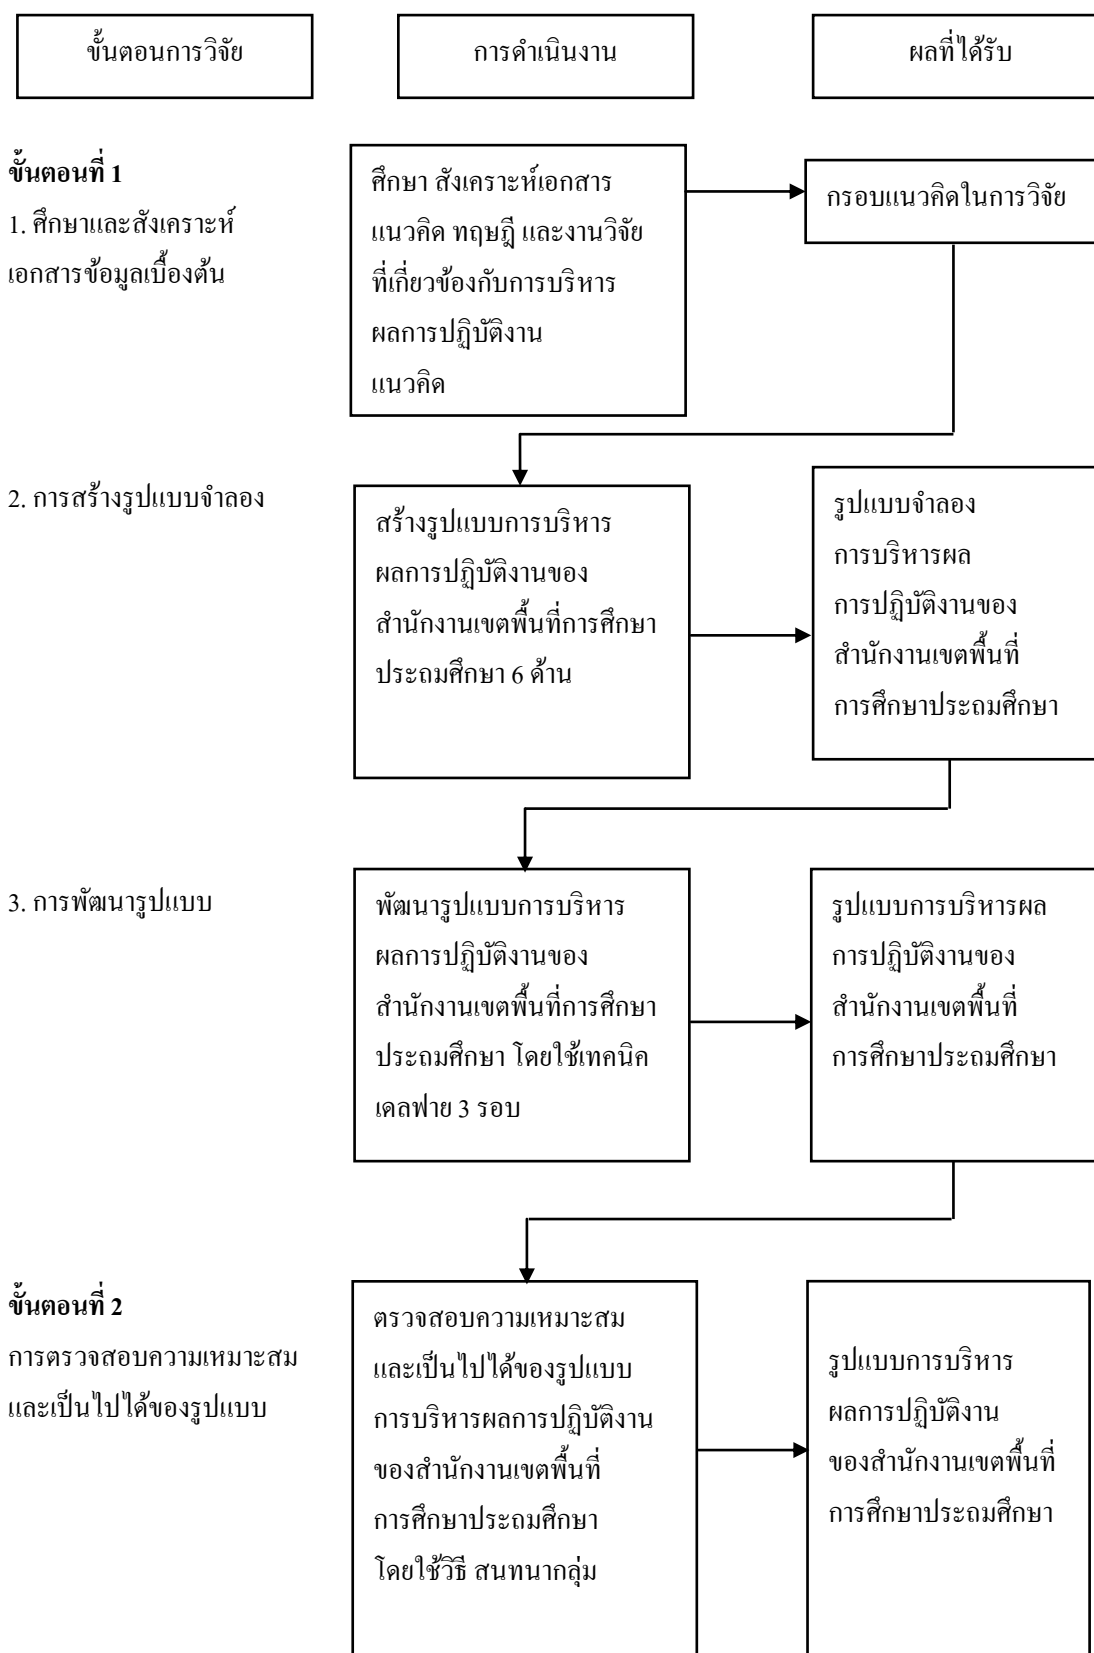 ขั้นตอนการวิจัย
การดำเนินงาน
ผลที่ได้รับ
ขั้นตอนที่ 1
1. ศึกษาและสังเคราะห์
เอกสารข้อมูลเบื้องต้น
ศึกษา สังเคราะห์เอกสาร
แนวคิด ทฤษฎี และงานวิจัย
ที่เกี่ยวข้องกับการบริหาร
ผลการปฏิบัติงาน
แนวคิด
กรอบแนวคิดในการวิจัย
2. การสร้างรูปแบบจำลอง
สร้างรูปแบบการบริหาร
ผลการปฏิบัติงานของ
สำนักงานเขตพื้นที่การศึกษา
ประถมศึกษา 6 ด้าน
รูปแบบจำลอง
การบริหารผล
การปฏิบัติงานของ
สำนักงานเขตพื้นที่
การศึกษาประถมศึกษา
3. การพัฒนารูปแบบ
พัฒนารูปแบบการบริหาร
ผลการปฏิบัติงานของ
สำนักงานเขตพื้นที่การศึกษา
ประถมศึกษา โดยใช้เทคนิค
เดลฟาย 3 รอบ
รูปแบบการบริหารผล
การปฏิบัติงานของ
สำนักงานเขตพื้นที่
การศึกษาประถมศึกษา
ขั้นตอนที่ 2
การตรวจสอบความเหมาะสม
และเป็นไปได้ของรูปแบบ
ตรวจสอบความเหมาะสม
และเป็นไปได้ของรูปแบบ
การบริหารผลการปฏิบัติงาน
ของสำนักงานเขตพื้นที่
การศึกษาประถมศึกษา
โดยใช้วิธี สนทนากลุ่ม
รูปแบบการบริหาร
ผลการปฏิบัติงาน
ของสำนักงานเขตพื้นที่
การศึกษาประถมศึกษา